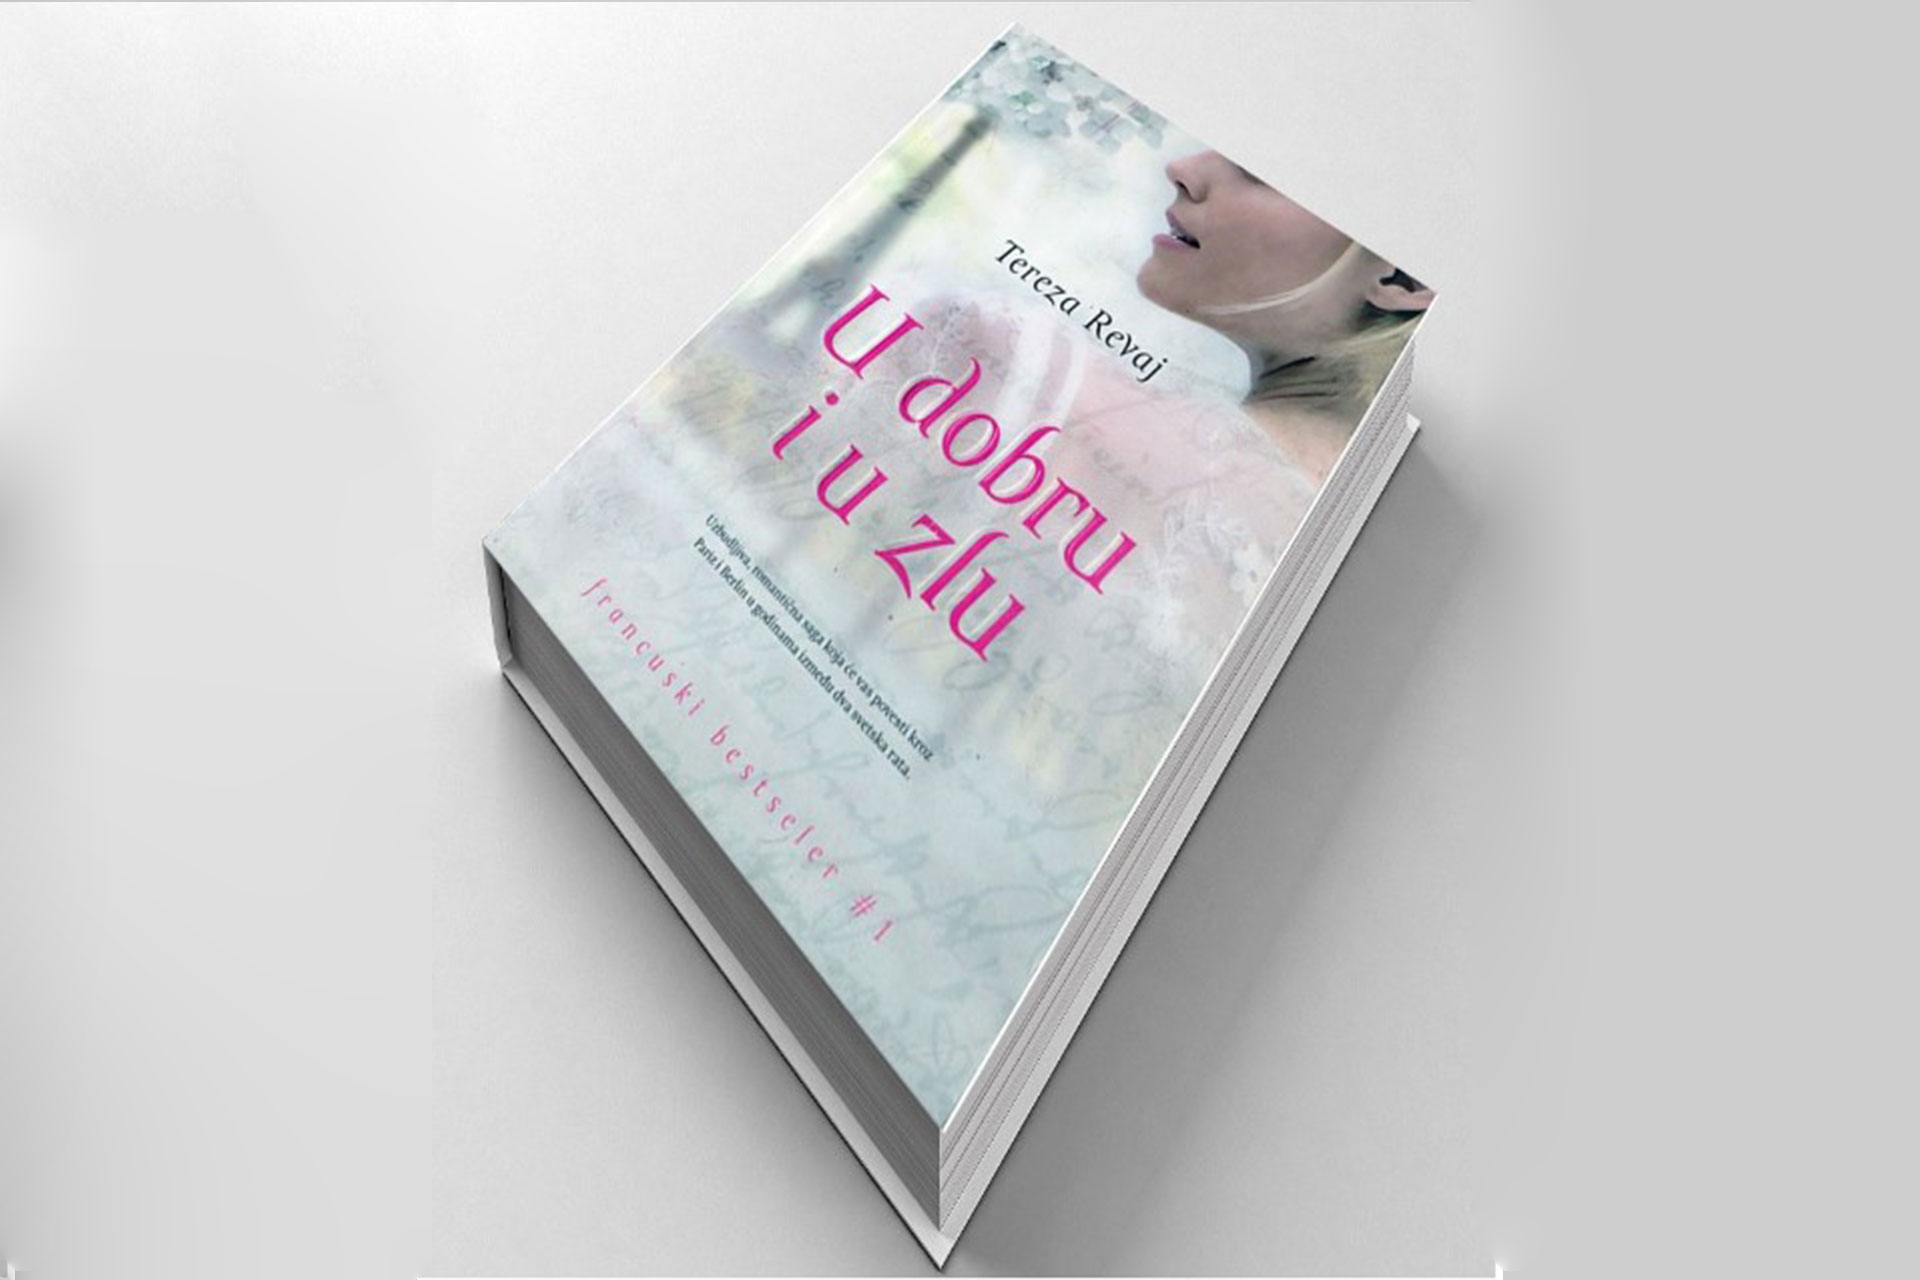 Tereza Revaj
U dobru
i u zlu
Uzbudljiva, romantična saga koja će vas povesti kroz
Pariz i Berlin u godinama između dva svetska rata.
francuski bestseler #1